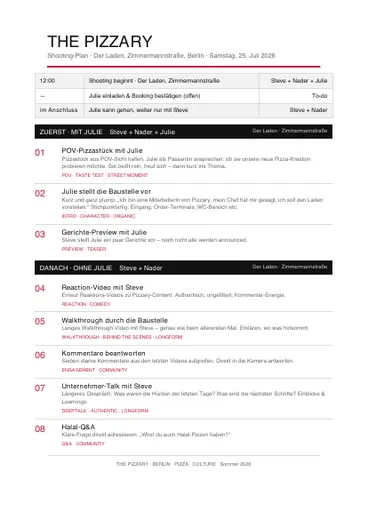 THE PIZZARY
Shooting-Plan · Der Laden, Zimmermannstraße, Berlin · Samstag, 25. Juli 2026
12:00 Shooting beginnt · Der Laden, Zimmermannstraße Steve + Nader + Julie
— Julie einladen & Booking bestätigen (offen) To-do
im Anschluss Julie kann gehen, weiter nur mit Steve Steve + Nader
ZUERST · MIT JULIE Steve + Nader + Julie Der Laden · Zimmermannstraße
01 POV-Pizzastück mit Julie
Pizzastück aus POV-Sicht halten, Julie als Passantin ansprechen: ob sie unsere neue Pizza-Kreation
probieren möchte. Sie beißt rein, freut sich – dann kurz ins Thema.
POV · TASTE TEST · STREET MOMENT
02 Julie stellt die Baustelle vor
Kurz und ganz plump: „Ich bin eine Mitarbeiterin von Pizzary, mein Chef hat mir gesagt, ich soll den Laden
vorstellen." Stichpunktartig: Eingang, Order-Terminals, WC-Bereich etc.
INTRO · CHARACTER · ORGANIC
03 Gerichte-Preview mit Julie
Steve stellt Julie ein paar Gerichte vor – noch nicht alle werden announced.
PREVIEW · TEASER
DANACH · OHNE JULIE Steve + Nader Der Laden · Zimmermannstraße
04 Reaction-Video mit Steve
Erneut Reaktions-Videos zu Pizzary-Content. Authentisch, ungefiltert, Kommentar-Energie.
REACTION · COMEDY
05 Walkthrough durch die Baustelle
Langes Walkthrough-Video mit Steve – genau wie beim allerersten Mal. Erklären, wo was hinkommt.
WALKTHROUGH · BEHIND THE SCENES · LONGFORM
06 Kommentare beantworten
Sieben starke Kommentare aus den letzten Videos aufgreifen. Direkt in die Kamera antworten.
ENGAGEMENT · COMMUNITY
07 Unternehmer-Talk mit Steve
Längeres Gespräch: Was waren die Hürden der letzten Tage? Was sind die nächsten Schritte? Einblicke &
Learnings.
DEEPTALK · AUTHENTIC · LONGFORM
08 Halal-Q&A
Klare Frage direkt adressieren: „Wirst du auch Halal-Pizzen haben?"
Q&A · COMMUNITY
THE PIZZARY · BERLIN · PIZZA · CULTURE Sommer 2026